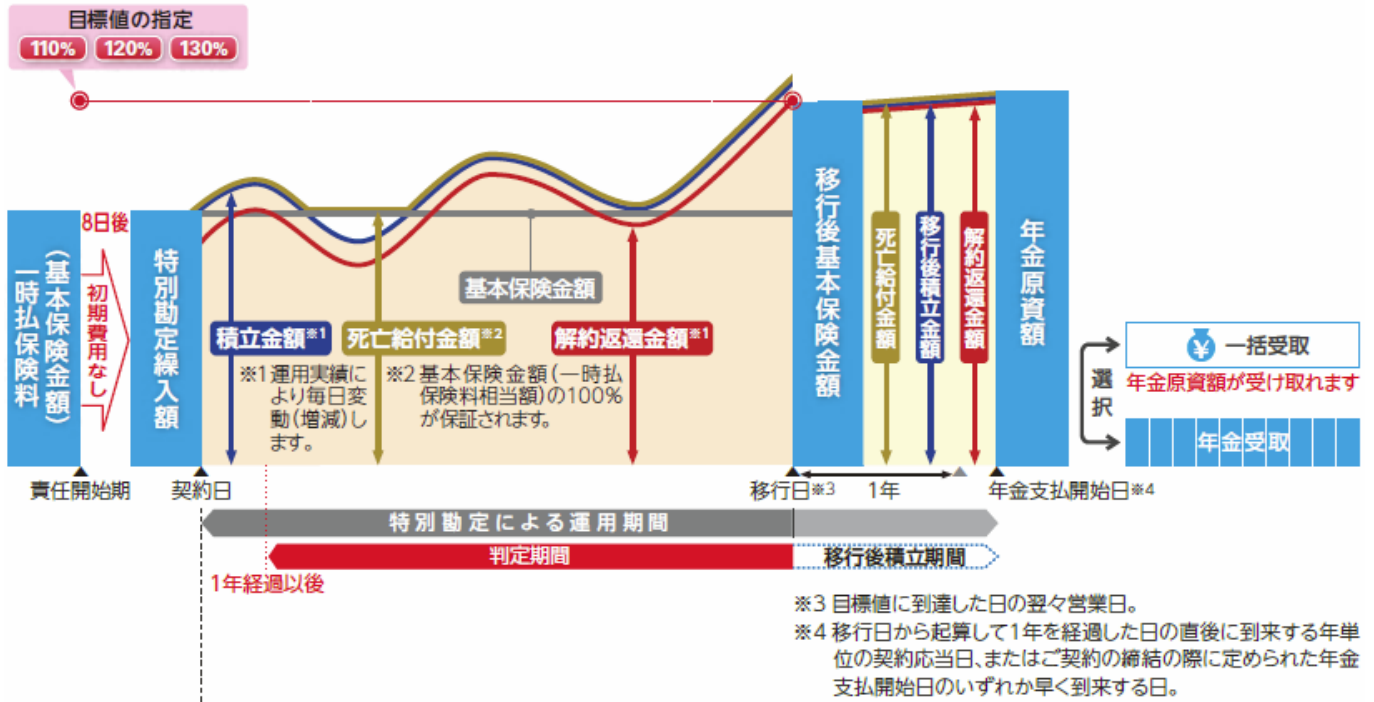 目標値の指定
110% 120% 130%
一時払保険料
(基本保険金額)
8日後
初期費用なし
特別勘定繰入額
積立金額※1
※1 運用実績に
より毎日変
動(増減)し
ます。
死亡給付金額※2
※2 基本保険金額(一時払
保険料相当額)の100%
が保証されます。
基本保険金額
解約返還金額※1
移行後基本保険金額
死亡給付金額
移行後積立金額
解約返還金額
年金原資額
選択
¥ 一括受取
年金原資額が受け取れます
年金受取
責任開始期
契約日
移行日※3
1年
年金支払開始日※4
特別勘定による運用期間
判定期間
移行後積立期間
1年経過以後
※3 目標値に到達した日の翌々営業日。
※4 移行日から起算して1年を経過した日の直後に到来する年単
位の契約応当日、またはご契約の締結の際に定められた年金
支払開始日のいずれか早く到来する日。